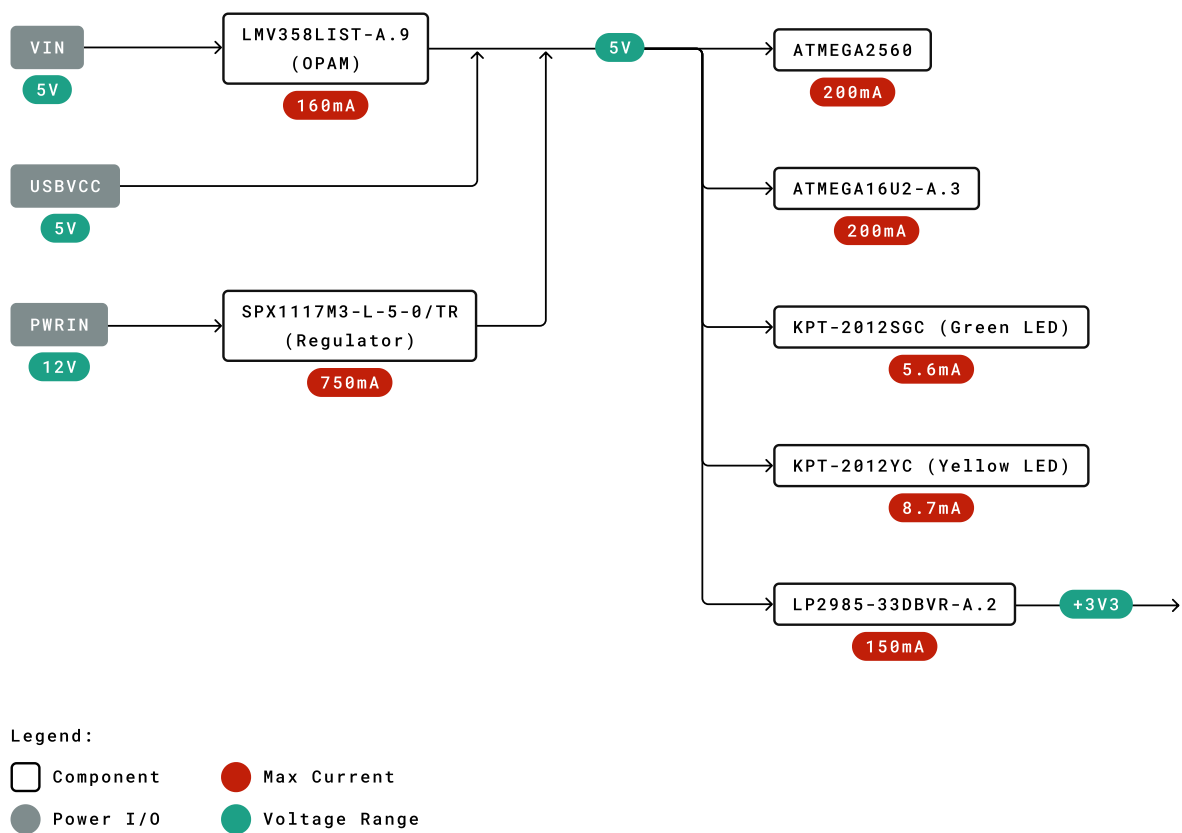 VIN
5V
LMV358LIST-A.9
(OPAM)
160mA
5V
ATMEGA2560
200mA
USBVCC
5V
ATMEGA16U2-A.3
200mA
PWRIN
12V
SPX1117M3-L-5-0/TR
(Regulator)
750mA
KPT-2012SGC (Green LED)
5.6mA
KPT-2012YC (Yellow LED)
8.7mA
LP2985-33DBVR-A.2
150mA
+3V3
Legend:
Component
Max Current
Power I/O
Voltage Range